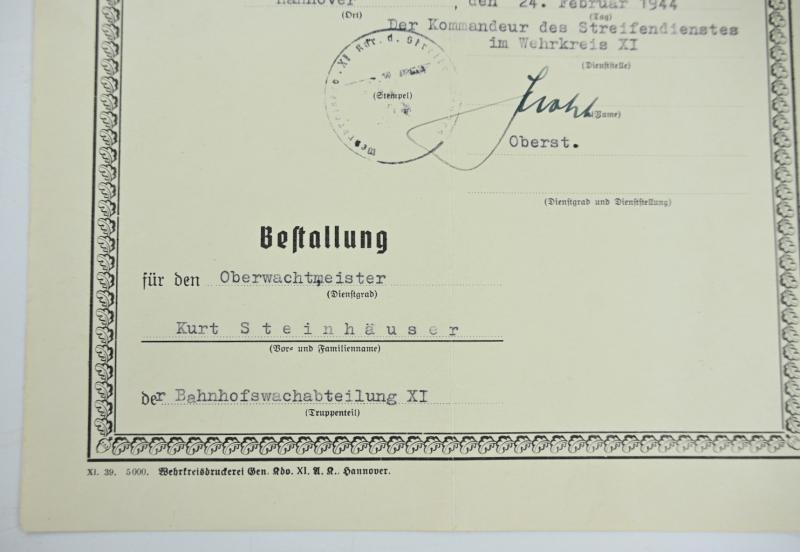 Hannover, den 24. Februar 1944
(Ort) (Tag)
Der Kommandeur des Streifendienstes
im Wehrkreis XI
(Dienststelle)
(Stempel)
(Name)
Oberst.
(Dienstgrad und Dienststellung)
Bestallung
für den Oberwachtmeister
(Dienstgrad)
Kurt Steinhäuser
(Vor- und Familienname)
der Bahnhofswachabteilung XI
(Truppenteil)
XI. 39. 5000. Wehrkreisdruckerei Gen. Kdo. XI. A. K., Hannover.